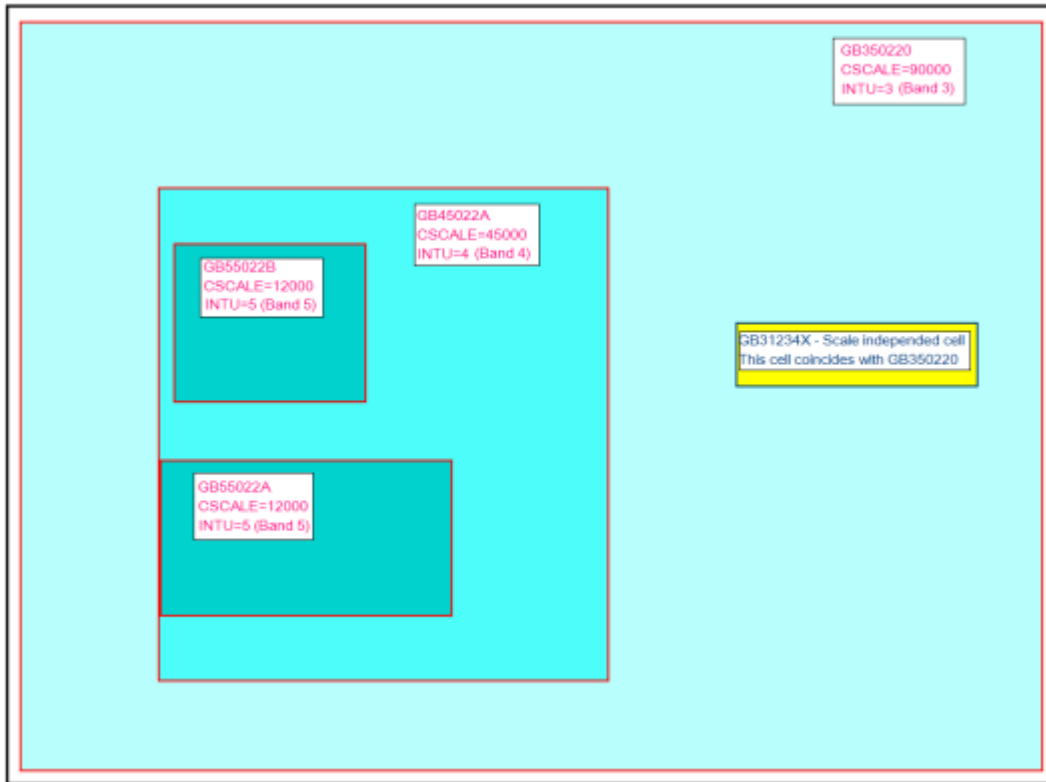 GB350220
CSCALE=90000
INTU=3 (Band 3)
GB45022A
CSCALE=45000
INTU=4 (Band 4)
GB55022B
CSCALE=12000
INTU=5 (Band 5)
GB31234X - Scale independed cell
This cell coincides with GB350220
GB55022A
CSCALE=12000
INTU=5 (Band 5)